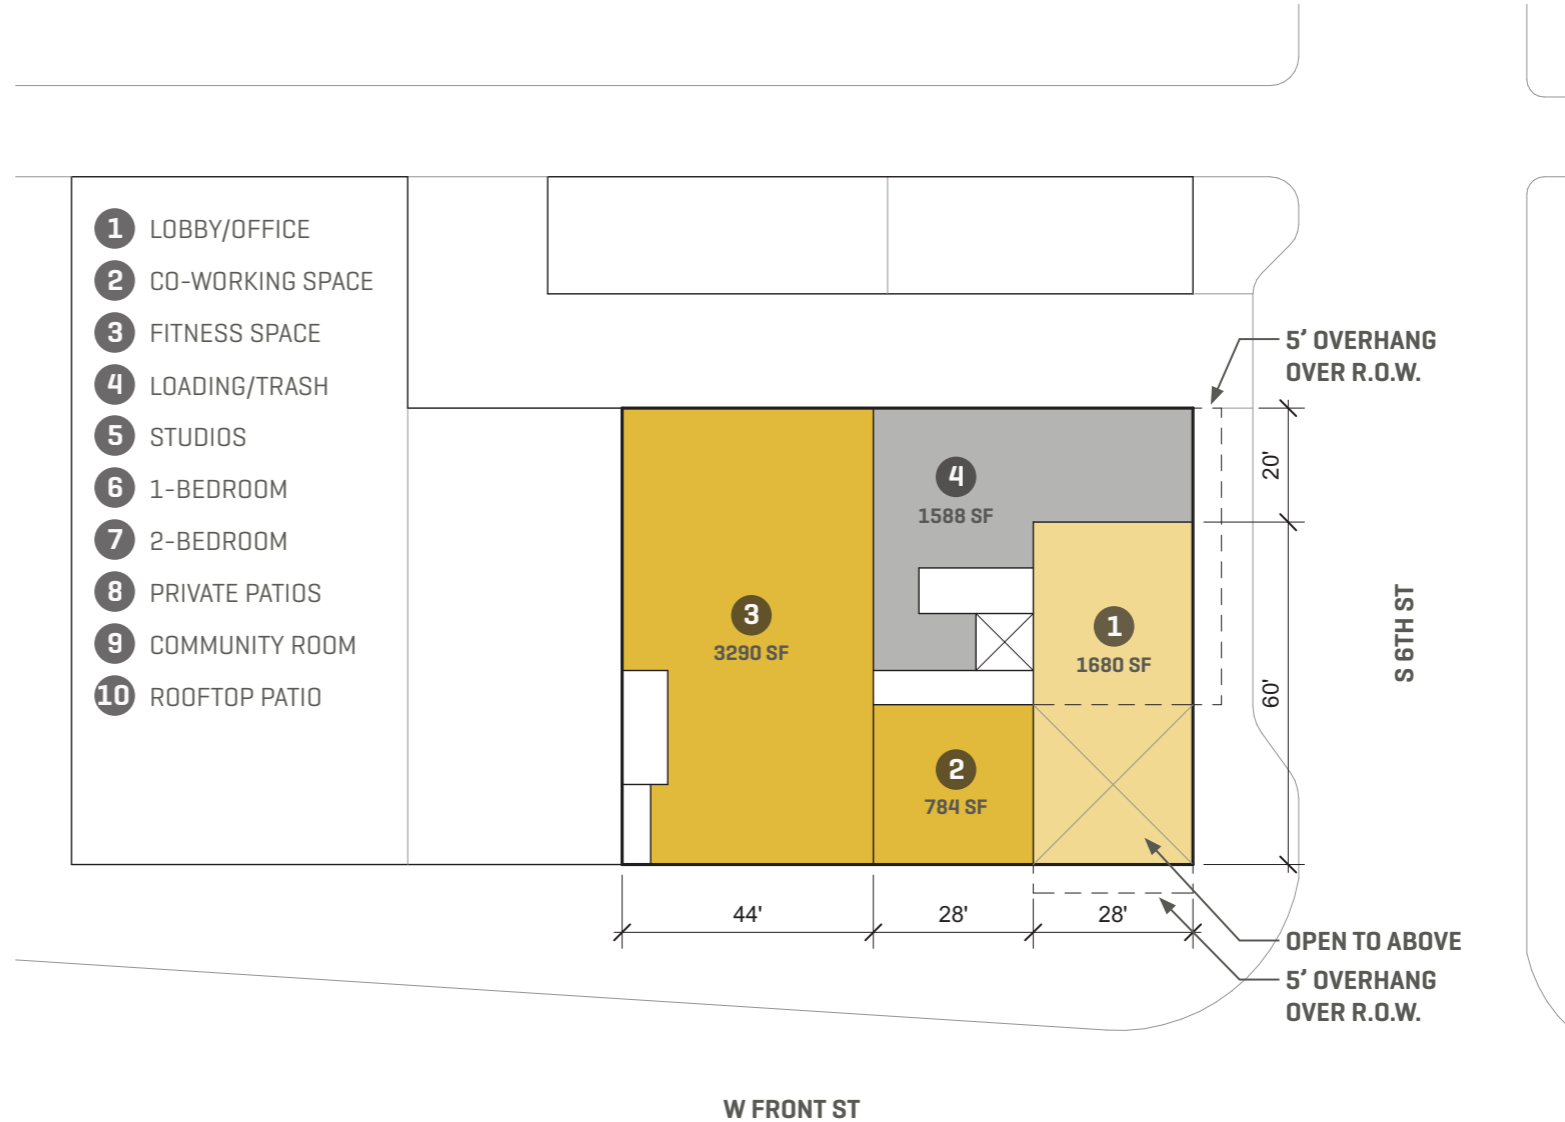 1 LOBBY/OFFICE
2 CO-WORKING SPACE
3 FITNESS SPACE
4 LOADING/TRASH
5 STUDIOS
6 1-BEDROOM
7 2-BEDROOM
8 PRIVATE PATIOS
9 COMMUNITY ROOM
10 ROOFTOP PATIO
5' OVERHANG
OVER R.O.W.
20'
4
1588 SF
3
3290 SF
1
1680 SF
S 6TH ST
60'
2
784 SF
44'
28'
28'
OPEN TO ABOVE
5' OVERHANG
OVER R.O.W.
W FRONT ST